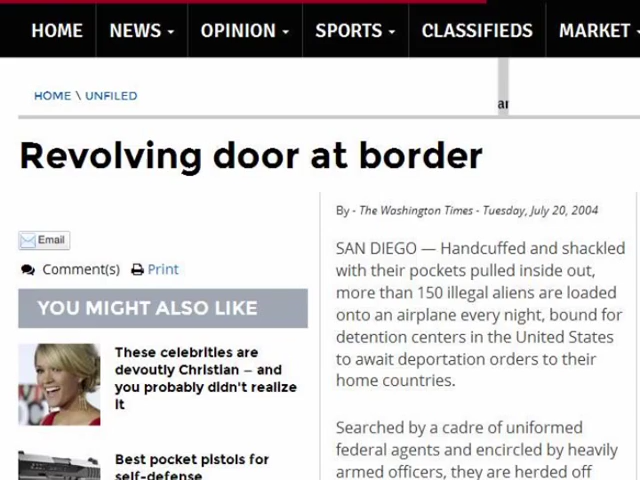 HOME NEWS OPINION SPORTS CLASSIFIEDS MARKET
HOME \ UNFILED
Revolving door at border
By - The Washington Times - Tuesday, July 20, 2004
Email
Comment(s) Print
YOU MIGHT ALSO LIKE
These celebrities are
devoutly Christian — and
you probably didn't realize
it
Best pocket pistols for
self-defense
SAN DIEGO — Handcuffed and shackled
with their pockets pulled inside out,
more than 150 illegal aliens are loaded
onto an airplane every night, bound for
detention centers in the United States
to await deportation orders to their
home countries.
Searched by a cadre of uniformed
federal agents and encircled by heavily
armed officers, they are herded off